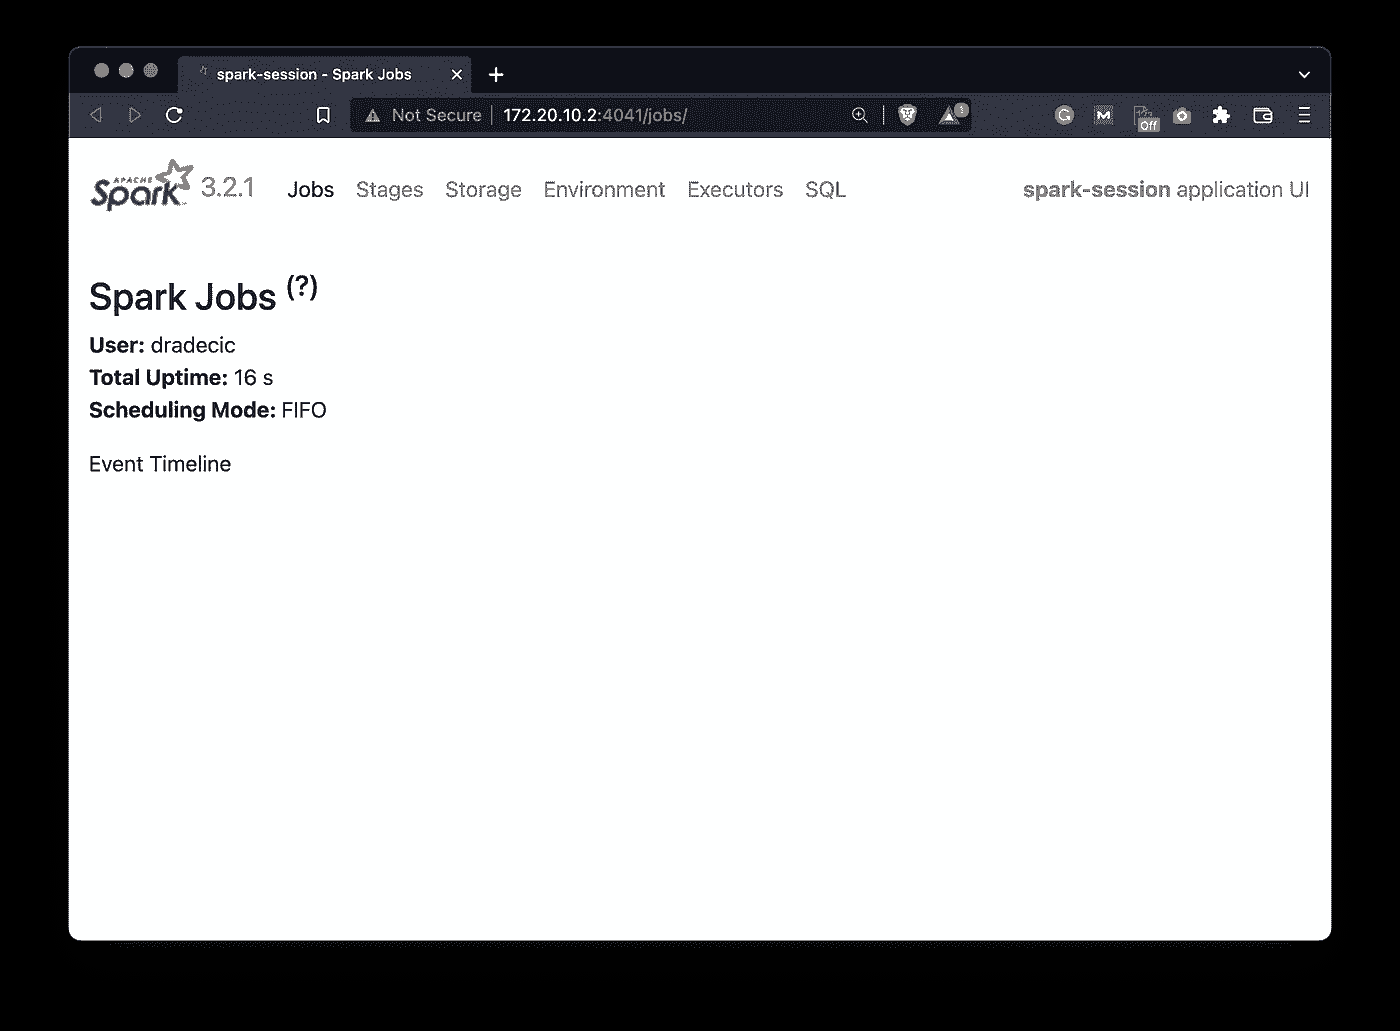 spark-session - Spark Jobs
Not Secure 172.20.10.2:4041/jobs/ 1 G M Off
APACHE
Spark 3.2.1 Jobs Stages Storage Environment Executors SQL spark-session application UI
Spark Jobs (?)
User: dradecic
Total Uptime: 16 s
Scheduling Mode: FIFO
Event Timeline